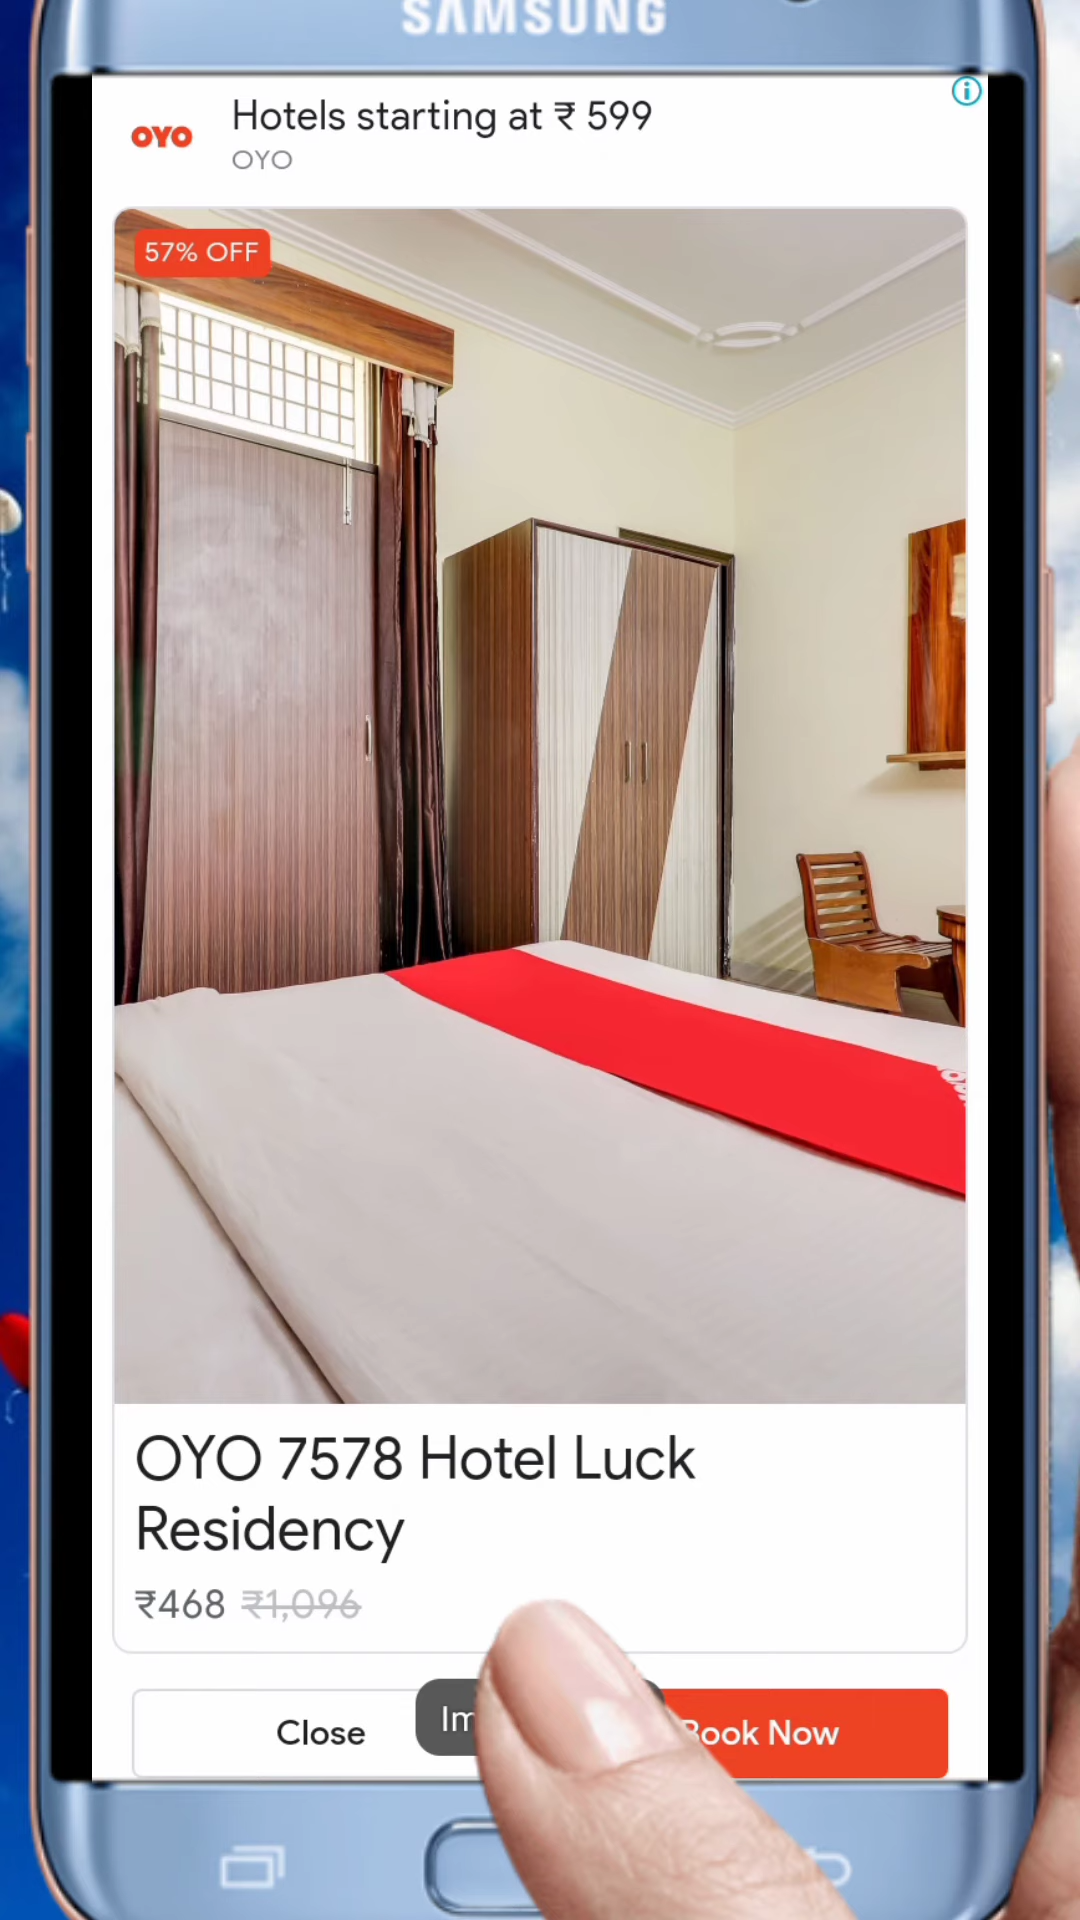 SAMSUNG
Hotels starting at ₹ 599
OYO
OYO
57% OFF
OYO 7578 Hotel Luck
Residency
₹468 ₹1,096
Close
Book Now